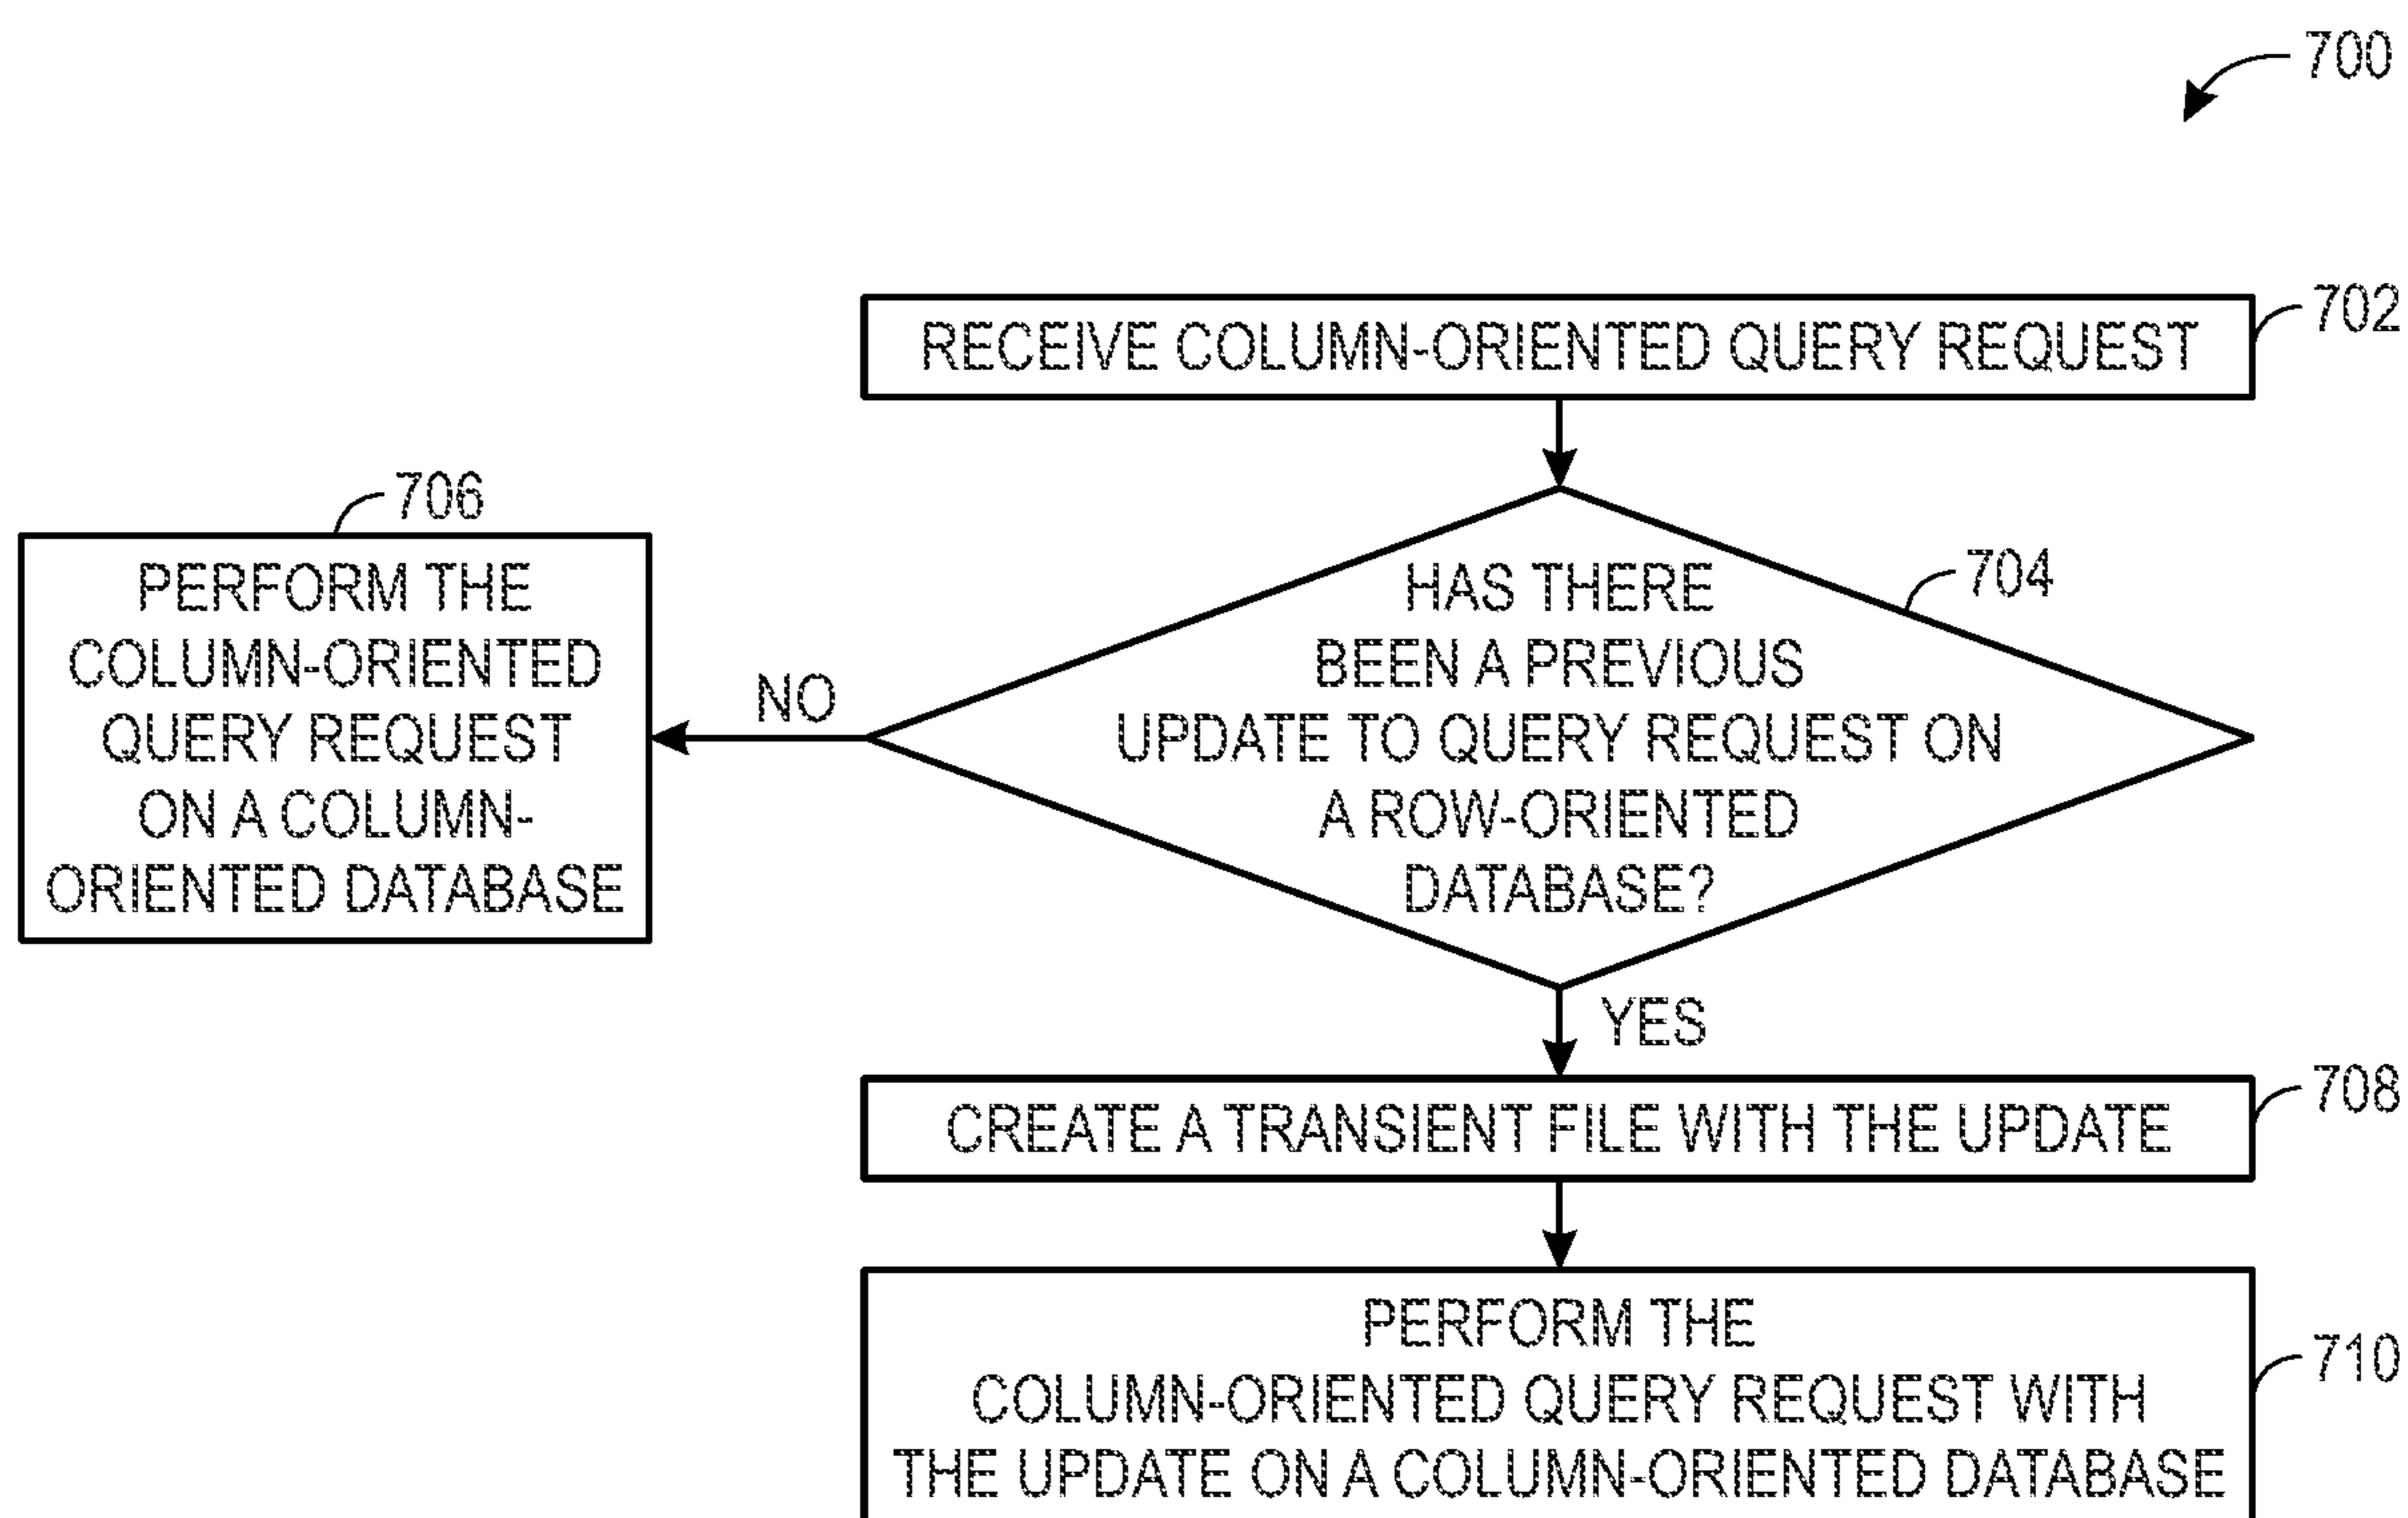 700
RECEIVE COLUMN-ORIENTED QUERY REQUEST
702
706
PERFORM THE
COLUMN-ORIENTED
QUERY REQUEST
ON A COLUMN-
ORIENTED DATABASE
NO
HAS THERE
BEEN A PREVIOUS
UPDATE TO QUERY REQUEST ON
A ROW-ORIENTED
DATABASE?
704
YES
CREATE A TRANSIENT FILE WITH THE UPDATE
708
PERFORM THE
COLUMN-ORIENTED QUERY REQUEST WITH
THE UPDATE ON A COLUMN-ORIENTED DATABASE
710